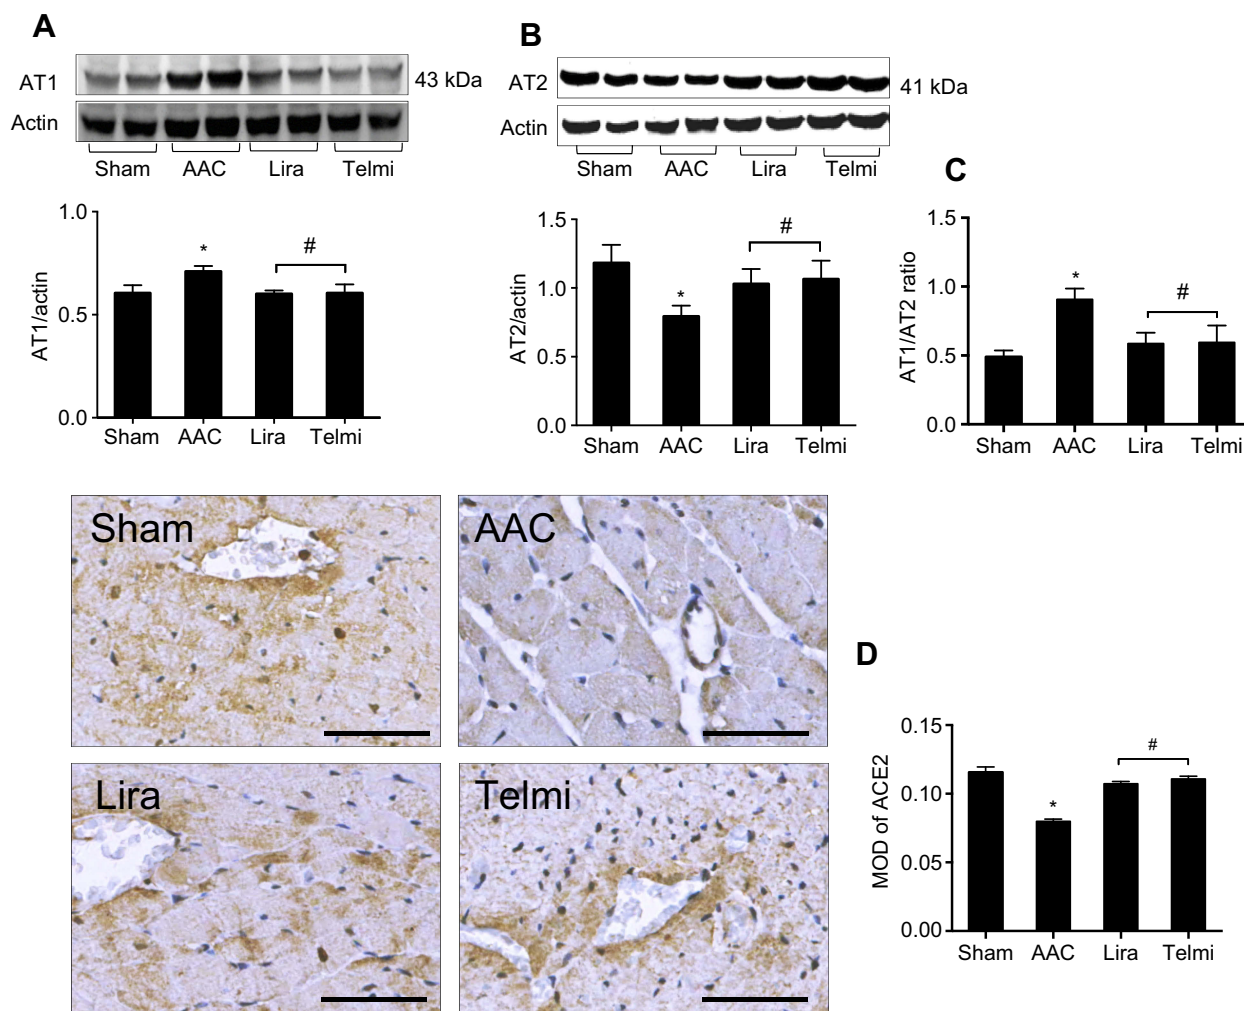 A
AT1
43 kDa
Actin
Sham AAC Lira Telmi
1.0
0.5
0.0
AT1/actin
*
#
Sham AAC Lira Telmi
B
AT2
41 kDa
Actin
Sham AAC Lira Telmi
1.5
1.0
0.5
0.0
AT2/actin
*
#
Sham AAC Lira Telmi
C
1.5
1.0
0.5
0.0
AT1/AT2 ratio
*
#
Sham AAC Lira Telmi
Sham
AAC
Lira
Telmi
D
0.15
0.10
0.05
0.00
MOD of ACE2
*
#
Sham AAC Lira Telmi